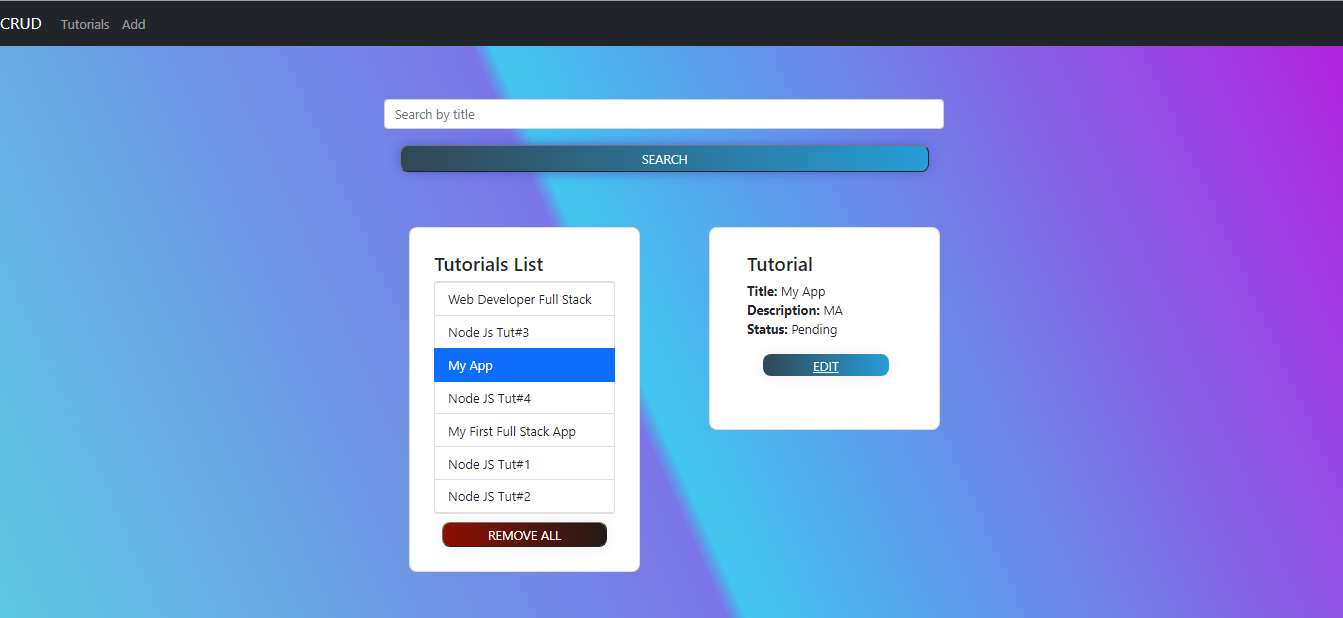 CRUD Tutorials Add
Search by title
SEARCH
Tutorials List
Web Developer Full Stack
Node Js Tut#3
My App
Node JS Tut#4
My First Full Stack App
Node JS Tut#1
Node JS Tut#2
REMOVE ALL
Tutorial
Title: My App
Description: MA
Status: Pending
EDIT